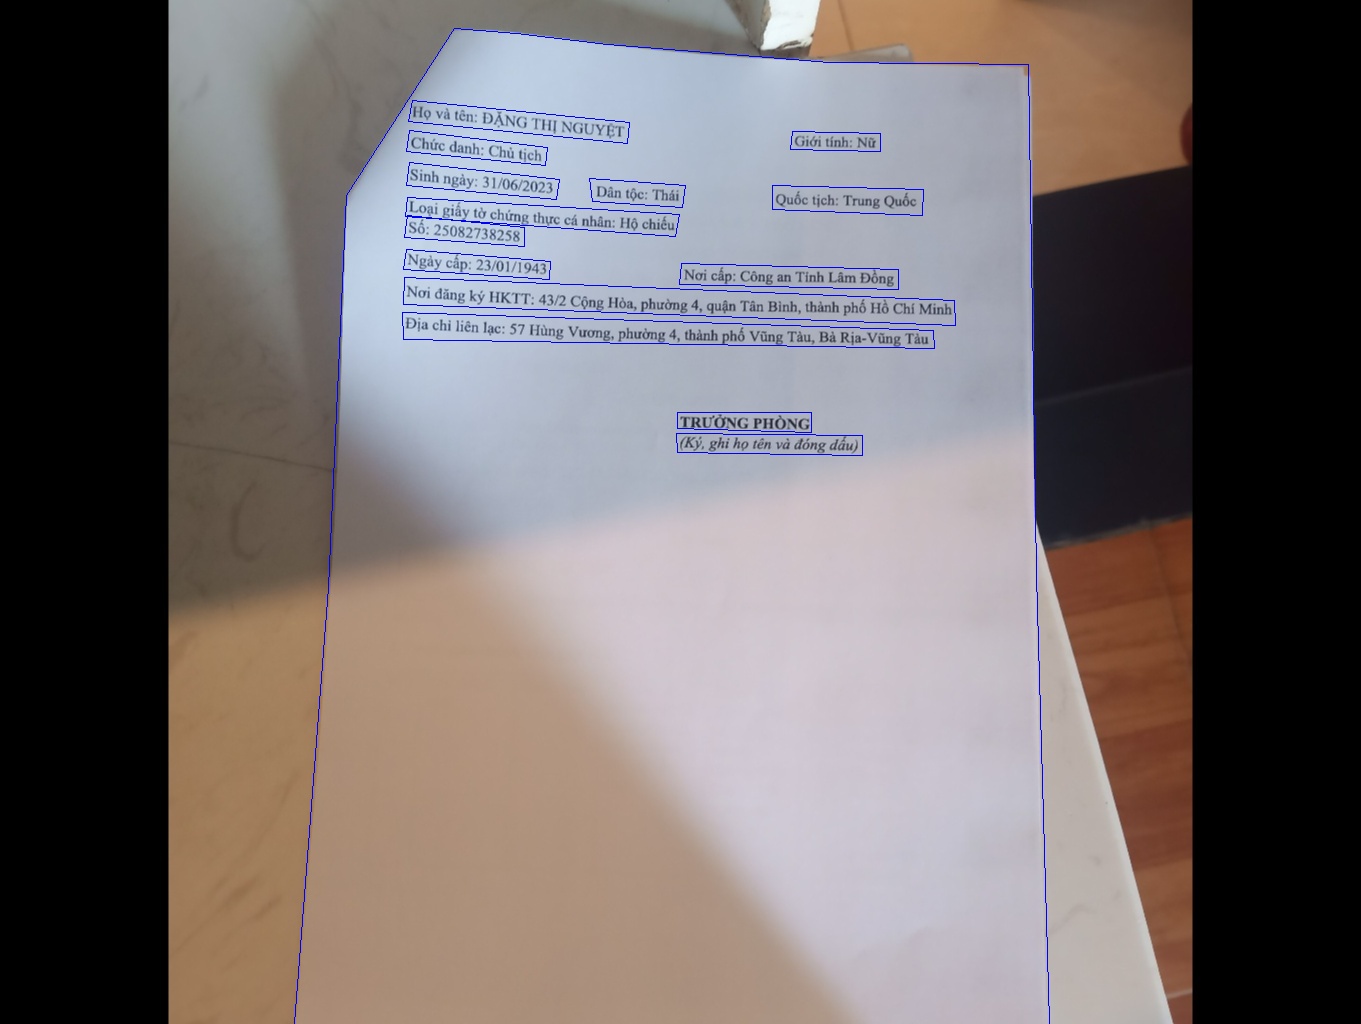 Họ và tên: ĐẶNG THỊ NGUYỆT Giới tính: Nữ
Chức danh: Chủ tịch
Sinh ngày: 31/06/2023 Dân tộc: Thái Quốc tịch: Trung Quốc
Loại giấy tờ chứng thực cá nhân: Hộ chiếu
Số: 25082738258
Ngày cấp: 23/01/1943 Nơi cấp: Công an Tỉnh Lâm Đồng
Nơi đăng ký HKTT: 43/2 Cộng Hòa, phường 4, quận Tân Bình, thành phố Hồ Chí Minh
Địa chỉ liên lạc: 57 Hùng Vương, phường 4, thành phố Vũng Tàu, Bà Rịa-Vũng Tàu
TRƯỞNG PHÒNG
(Ký, ghi họ tên và đóng dấu)